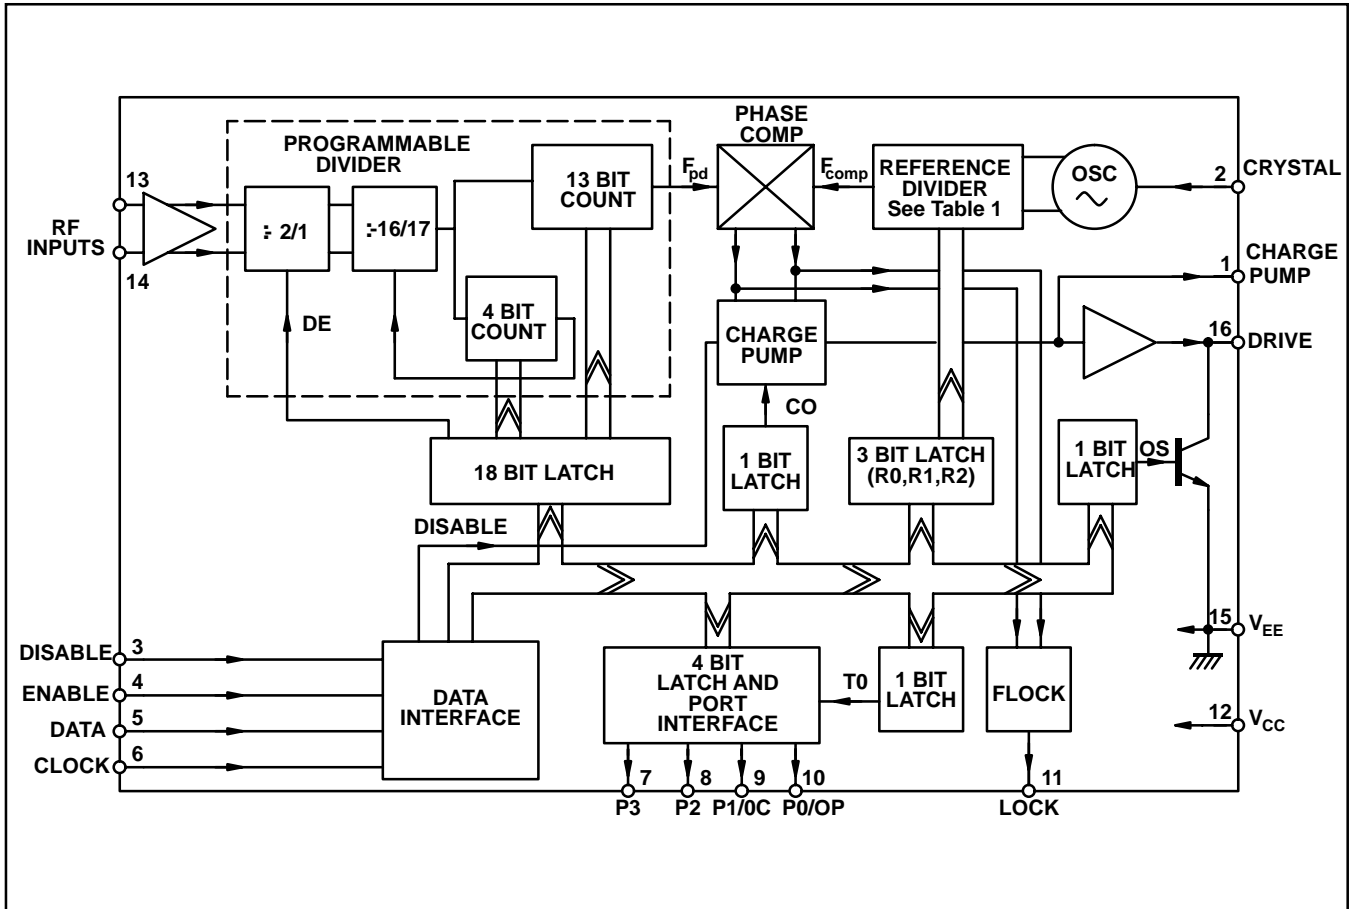 PHASE
COMP
PROGRAMMABLE
DIVIDER
13
RF
INPUTS
14
÷ 2/1
÷16/17
13 BIT
COUNT
4 BIT
COUNT
DE
Fpd
Fcomp
REFERENCE
DIVIDER
See Table 1
OSC
2
CRYSTAL
1
CHARGE
PUMP
CHARGE
PUMP
16
DRIVE
CO
18 BIT LATCH
1 BIT
LATCH
3 BIT LATCH
(R0,R1,R2)
1 BIT
LATCH
OS
DISABLE
15
VEE
12
VCC
DISABLE
3
ENABLE
4
DATA
5
CLOCK
6
DATA
INTERFACE
4 BIT
LATCH AND
PORT
INTERFACE
T0
1 BIT
LATCH
FLOCK
7
8
9
10
11
P3
P2
P1/0C
P0/OP
LOCK